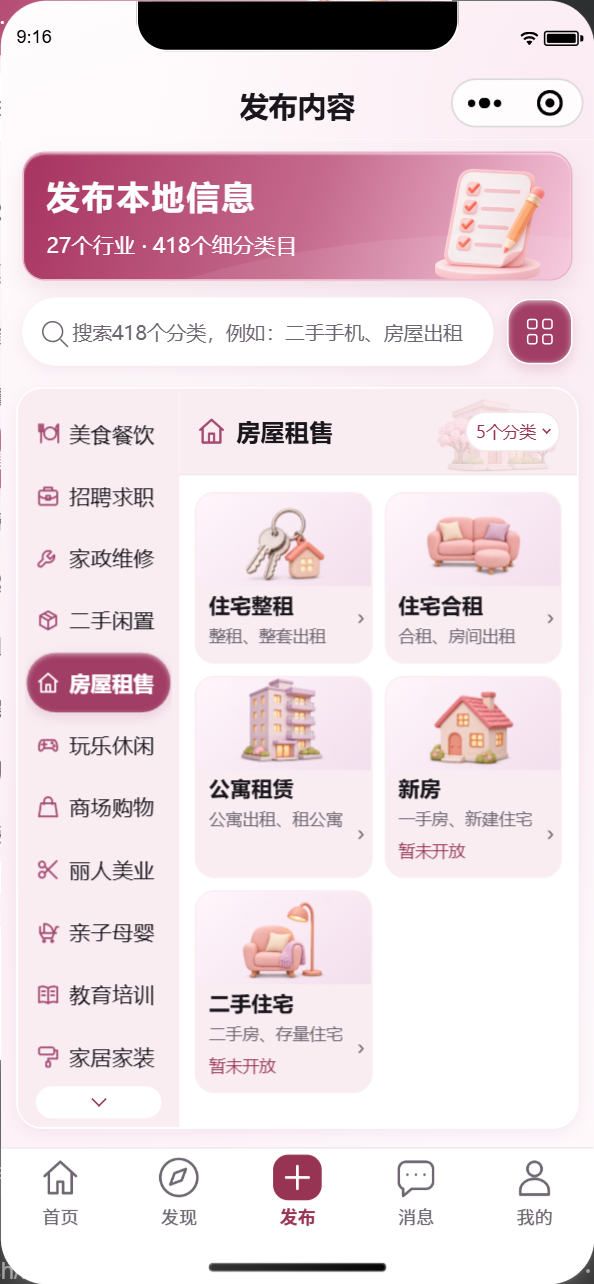 9:16
发布内容
发布本地信息
27个行业 · 418个细分类目
搜索418个分类，例如：二手手机、房屋出租
美食餐饮
招聘求职
家政维修
二手闲置
房屋租售
玩乐休闲
商场购物
丽人美业
亲子母婴
教育培训
家居家装
房屋租售
5个分类
住宅整租
整租、整套出租
住宅合租
合租、房间出租
公寓租赁
公寓出租、租公寓
新房
一手房、新建住宅
暂未开放
二手住宅
二手房、存量住宅
暂未开放
首页
发现
发布
消息
我的